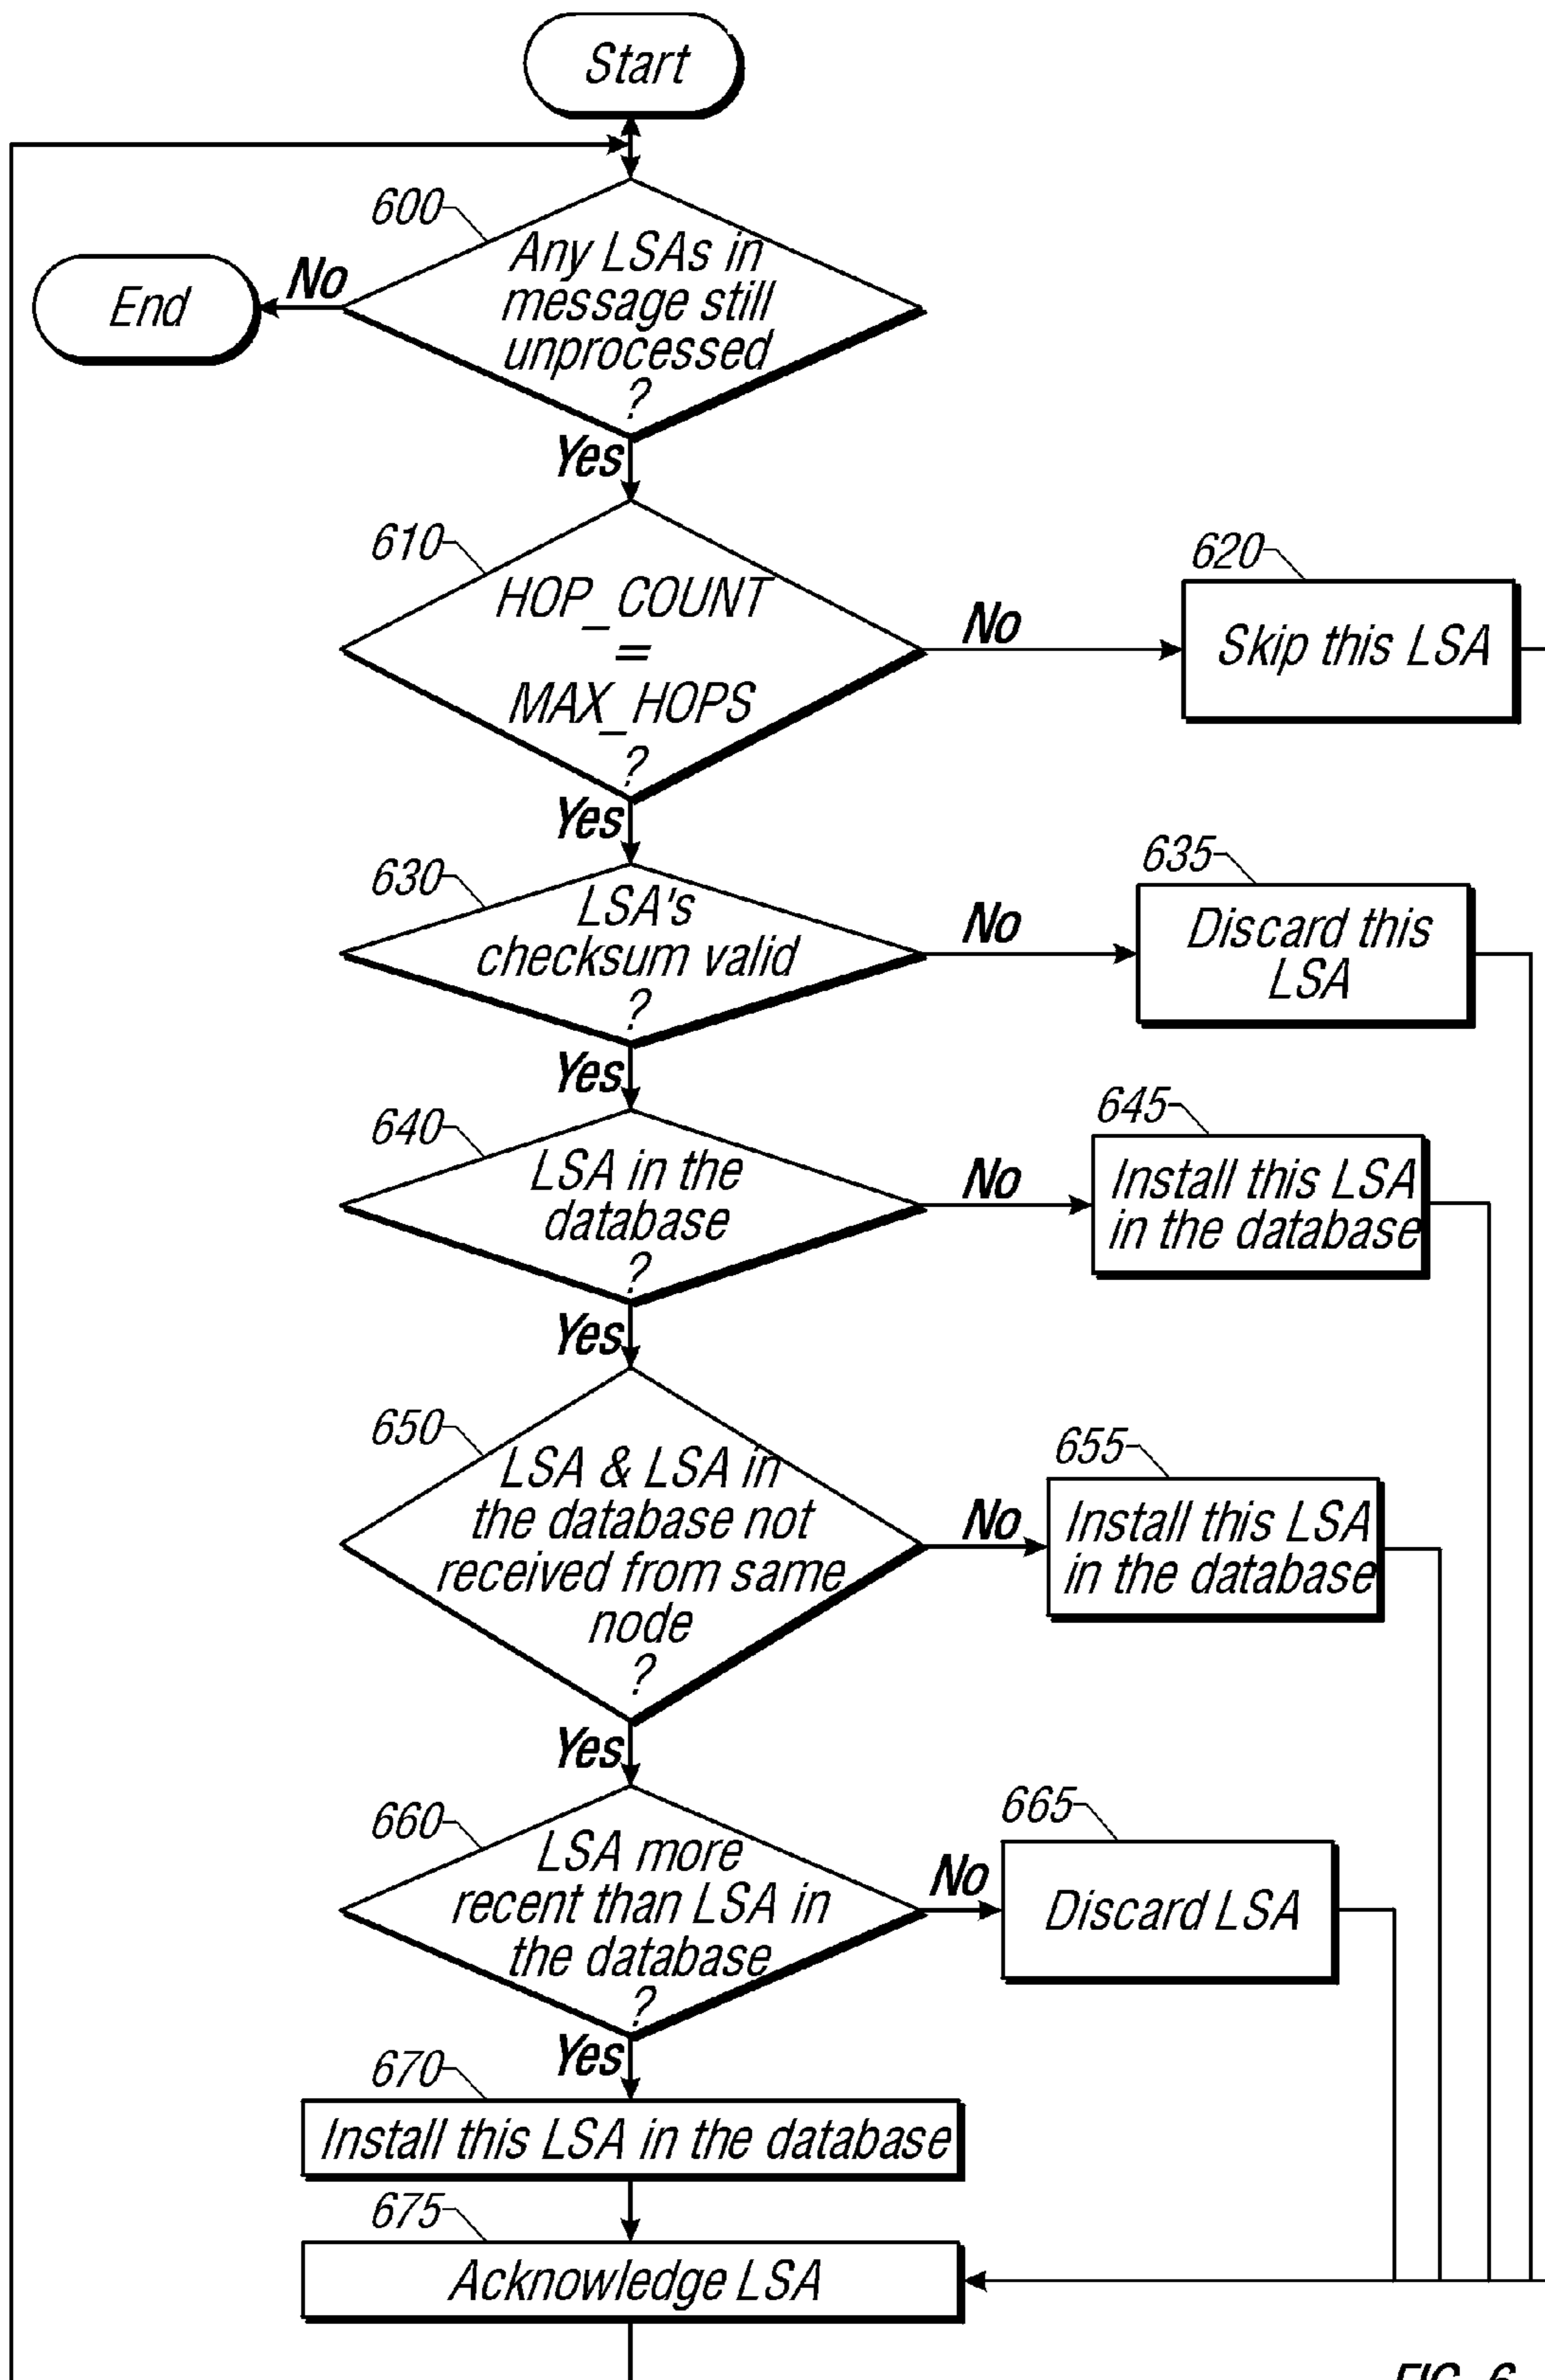 Start
600
Any LSAs in
message still
unprocessed
?
No
End
Yes
610
HOP_COUNT
=
MAX_HOPS
?
No
620
Skip this LSA
Yes
630
LSA's
checksum valid
?
No
635
Discard this
LSA
Yes
640
LSA in the
database
?
No
645
Install this LSA
in the database
Yes
650
LSA & LSA in
the database not
received from same
node
?
No
655
Install this LSA
in the database
Yes
660
LSA more
recent than LSA in
the database
?
No
665
Discard LSA
Yes
670
Install this LSA in the database
675
Acknowledge LSA
FIG. 6